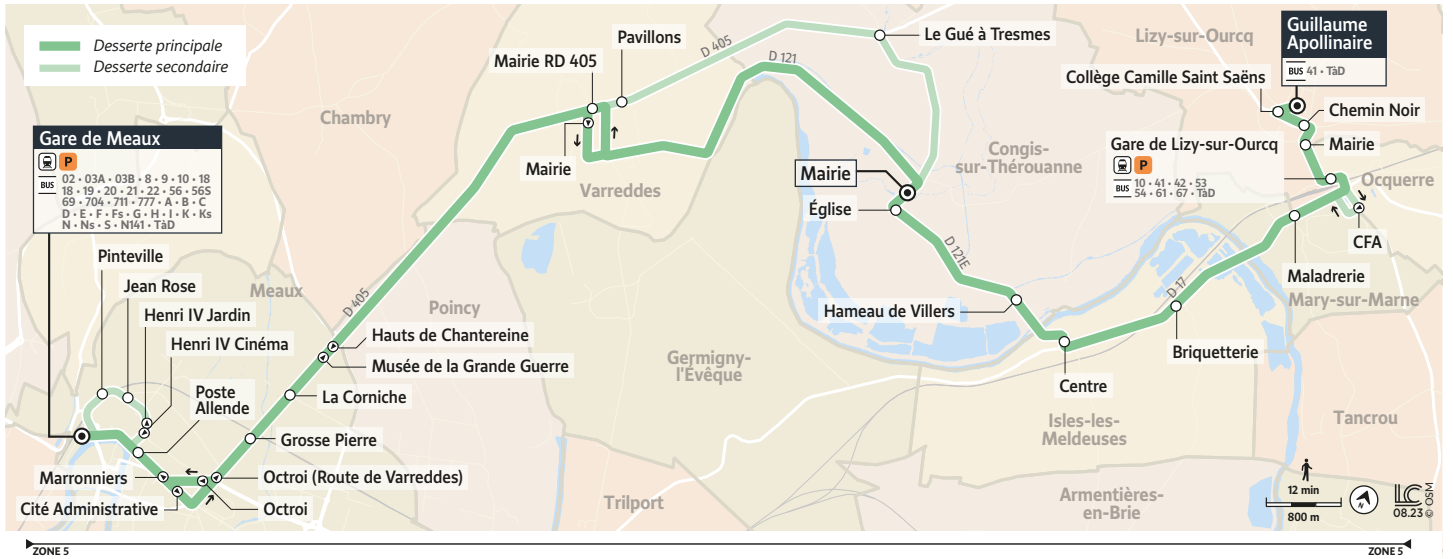 Desserte principale
Desserte secondaire
Gare de Meaux
P
BUS
02 • 03A • 03B • 8 • 9 • 10 • 18
18 • 19 • 20 • 21 • 22 • 56 • 56S
69 • 704 • 711 • 777 • A • B • C
D • E • F • Fs • G • H • I • K • Ks
N • Ns • S • N141 • TàD
Pinteville
Jean Rose
Henri IV Jardin
Henri IV Cinéma
Poste
Allende
Marronniers
Cité Administrative
Octroi
Octroi (Route de Varreddes)
Grosse Pierre
La Corniche
Musée de la Grande Guerre
Hauts de Chantereine
D 405
Meaux
Poincy
Chambry
Mairie RD 405
Pavillons
Mairie
Varreddes
D 405
D 121
Le Gué à Tresmes
Congis-
sur-Thérouanne
Mairie
Église
D 121E
Hameau de Villers
Germigny-
l'Évêque
Trilport
Centre
Isles-les-
Meldeuses
Armentières-
en-Brie
Tancrou
D 17
Briquetterie
Maladrerie
Mary-sur-Marne
CFA
Ocquerre
Gare de Lizy-sur-Ourcq
P
BUS
10 • 41 • 42 • 53
54 • 61 • 67 • TàD
Mairie
Chemin Noir
Collège Camille Saint Saëns
Lizy-sur-Ourcq
Guillaume
Apollinaire
BUS 41 • TàD
12 min
800 m
N
08.23
© OSM
ZONE 5
ZONE 5